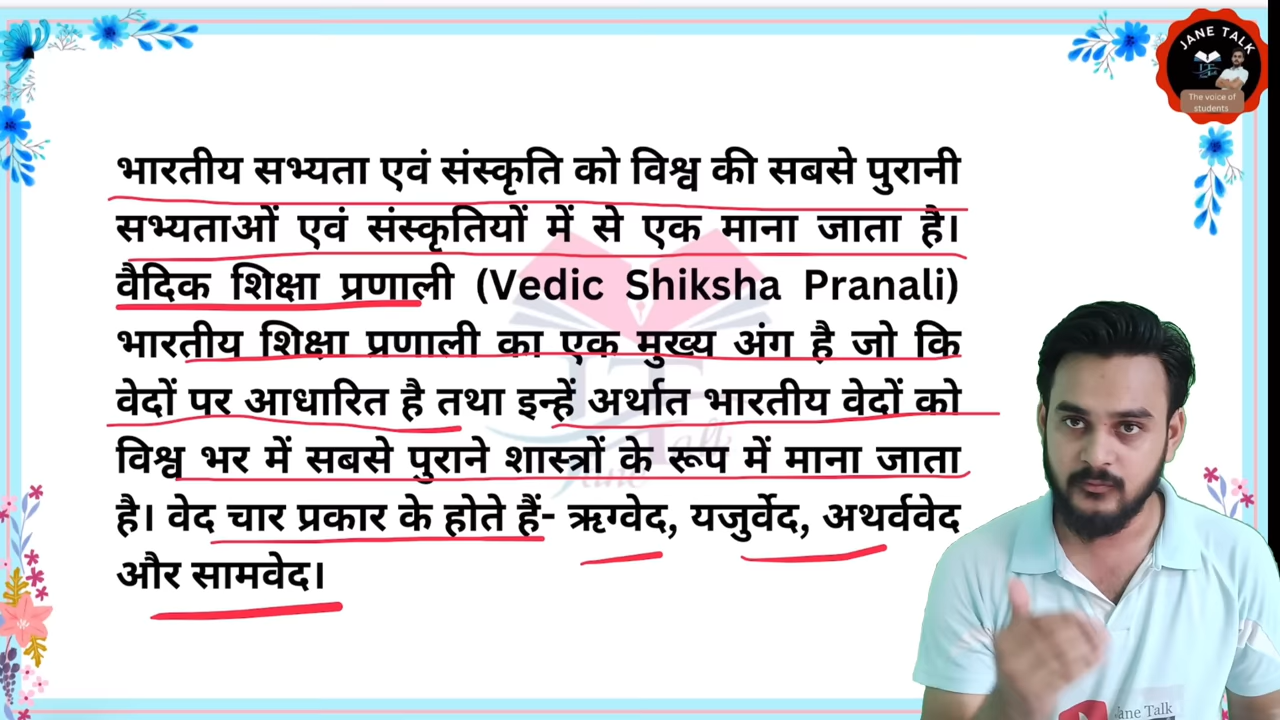 भारतीय सभ्यता एवं संस्कृति को विश्व की सबसे पुरानी
सभ्यताओं एवं संस्कृतियों में से एक माना जाता है।
वैदिक शिक्षा प्रणाली (Vedic Shiksha Pranali)
भारतीय शिक्षा प्रणाली का एक मुख्य अंग है जो कि
वेदों पर आधारित है तथा इन्हें अर्थात भारतीय वेदों को
विश्व भर में सबसे पुराने शास्त्रों के रूप में माना जाता
है। वेद चार प्रकार के होते हैं- ऋग्वेद, यजुर्वेद, अथर्ववेद
और सामवेद।
JANE TALK
The voice of
students
Jane Talk